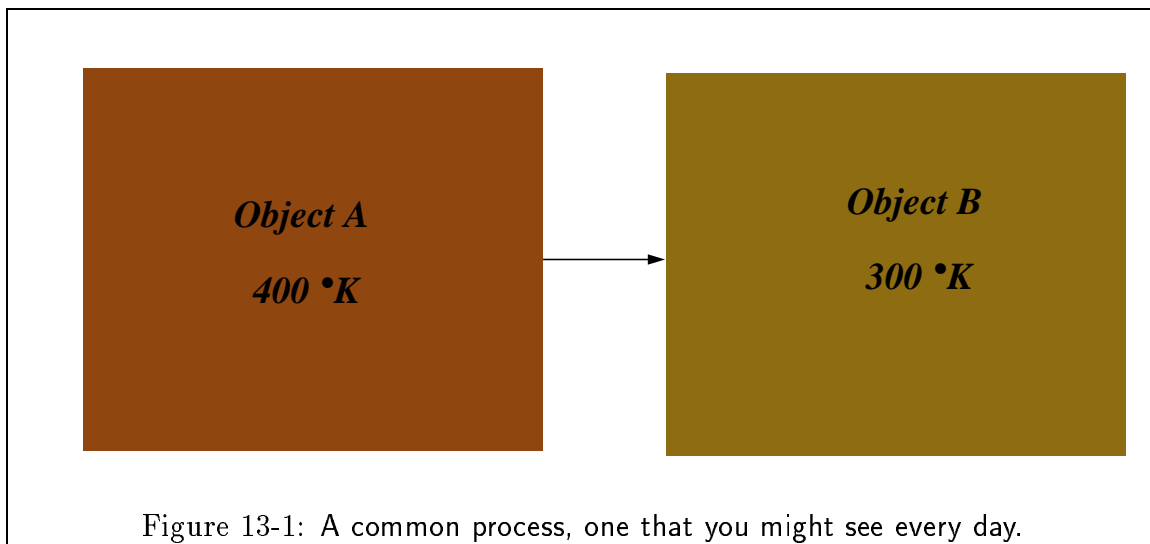 Object A
400 •K
Object B
300 •K
Figure 13-1: A common process, one that you might see every day.